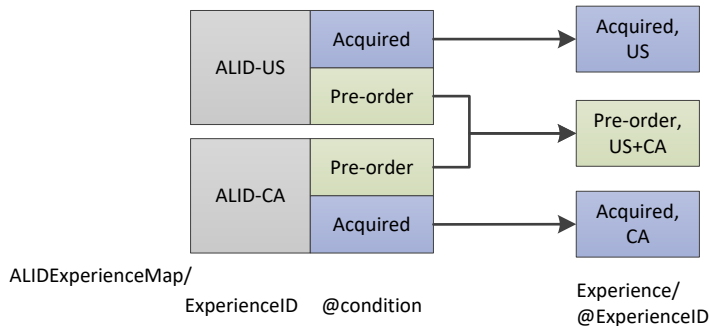 ALID-US
Acquired
Pre-order
Acquired,
US
ALID-CA
Pre-order
Acquired
Pre-order,
US+CA
Acquired,
CA
ALIDExperienceMap/
ExperienceID
@condition
Experience/
@ExperienceID